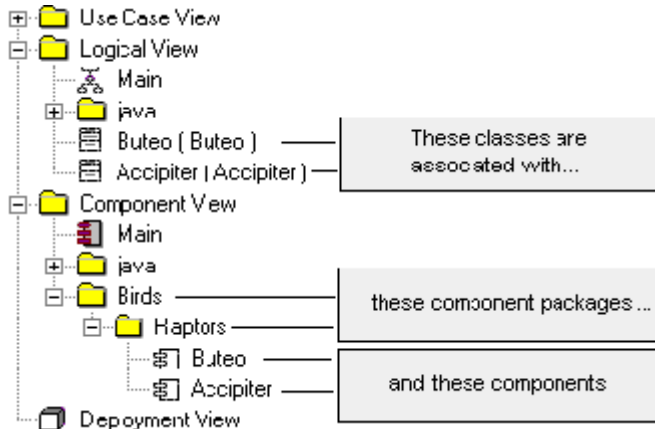 Use Case View
Logical View
Main
java
Buteo ( Buteo )
These classes are
associated with...
Accipiter ( Accipiter )
Component View
Main
java
Birds
these component packages ...
Raptors
Buteo
and these components
Accipiter
Deployment View